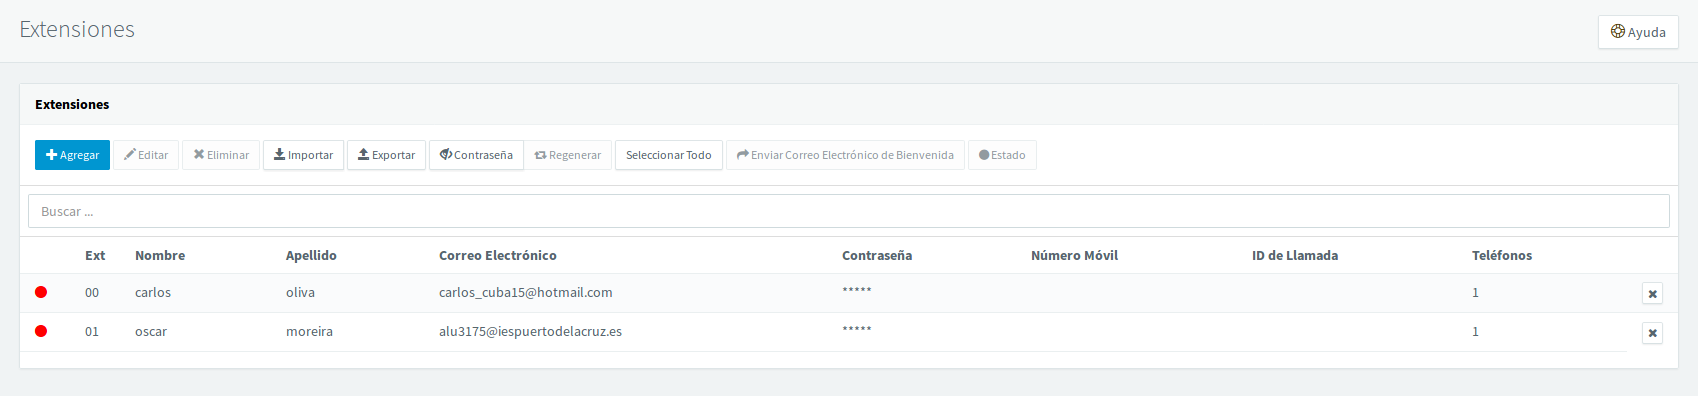 Extensiones
Ayuda
Extensiones
Agregar Editar Eliminar Importar Exportar Contraseña Regenerar Seleccionar Todo Enviar Correo Electrónico de Bienvenida Estado
Buscar ...
Ext Nombre Apellido Correo Electrónico Contraseña Número Móvil ID de Llamada Teléfonos
00 carlos oliva carlos_cuba15@hotmail.com ***** 1
01 oscar moreira alu3175@iespuertodelacruz.es ***** 1